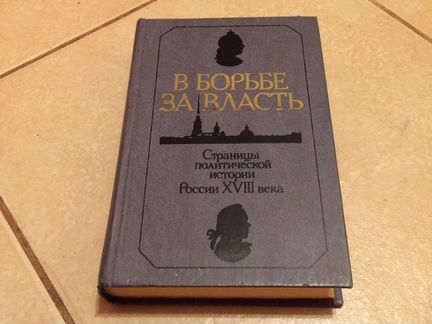 В БОРЬБЕ
ЗА ВЛАСТЬ
Страницы
политической
истории
России XVIII века